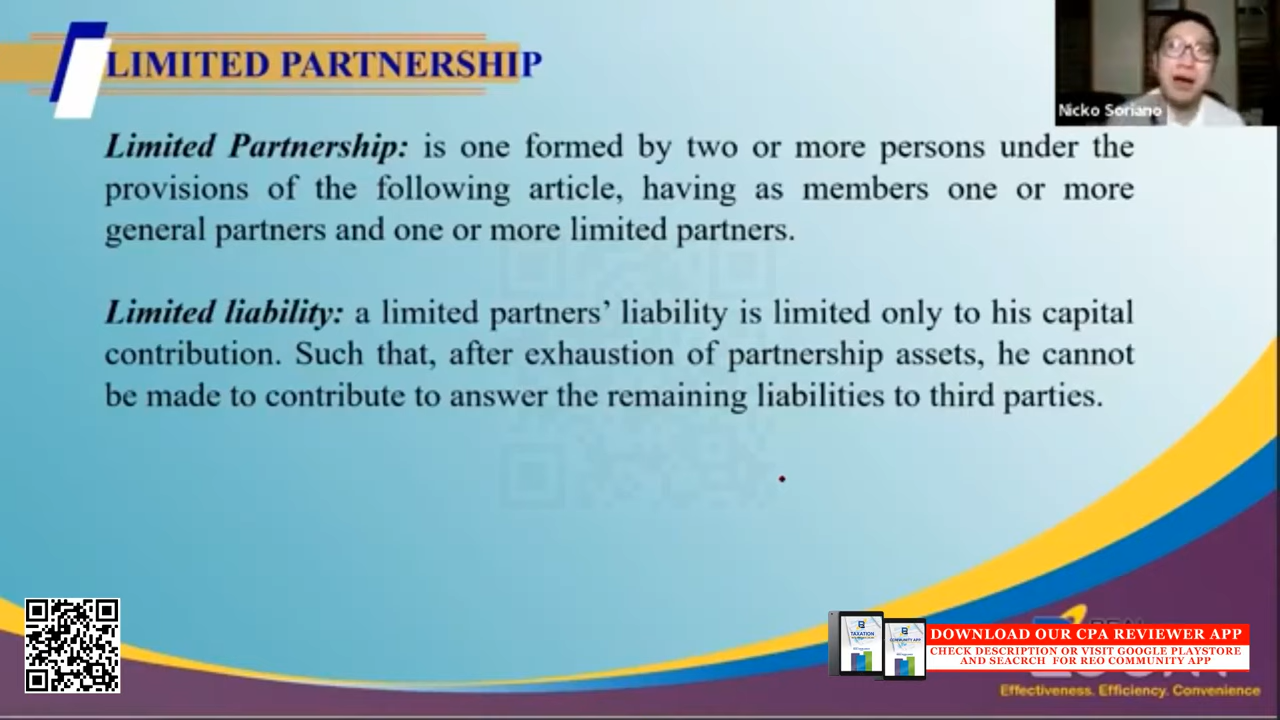 LIMITED PARTNERSHIP
Nicko Soriano
Limited Partnership: is one formed by two or more persons under the
provisions of the following article, having as members one or more
general partners and one or more limited partners.
Limited liability: a limited partners’ liability is limited only to his capital
contribution. Such that, after exhaustion of partnership assets, he cannot
be made to contribute to answer the remaining liabilities to third parties.
TAXATION
COMMUNITY APP
DOWNLOAD OUR CPA REVIEWER APP
CHECK DESCRIPTION OR VISIT GOOGLE PLAYSTORE
AND SEACRCH FOR REO COMMUNITY APP
Effectiveness. Efficiency. Convenience